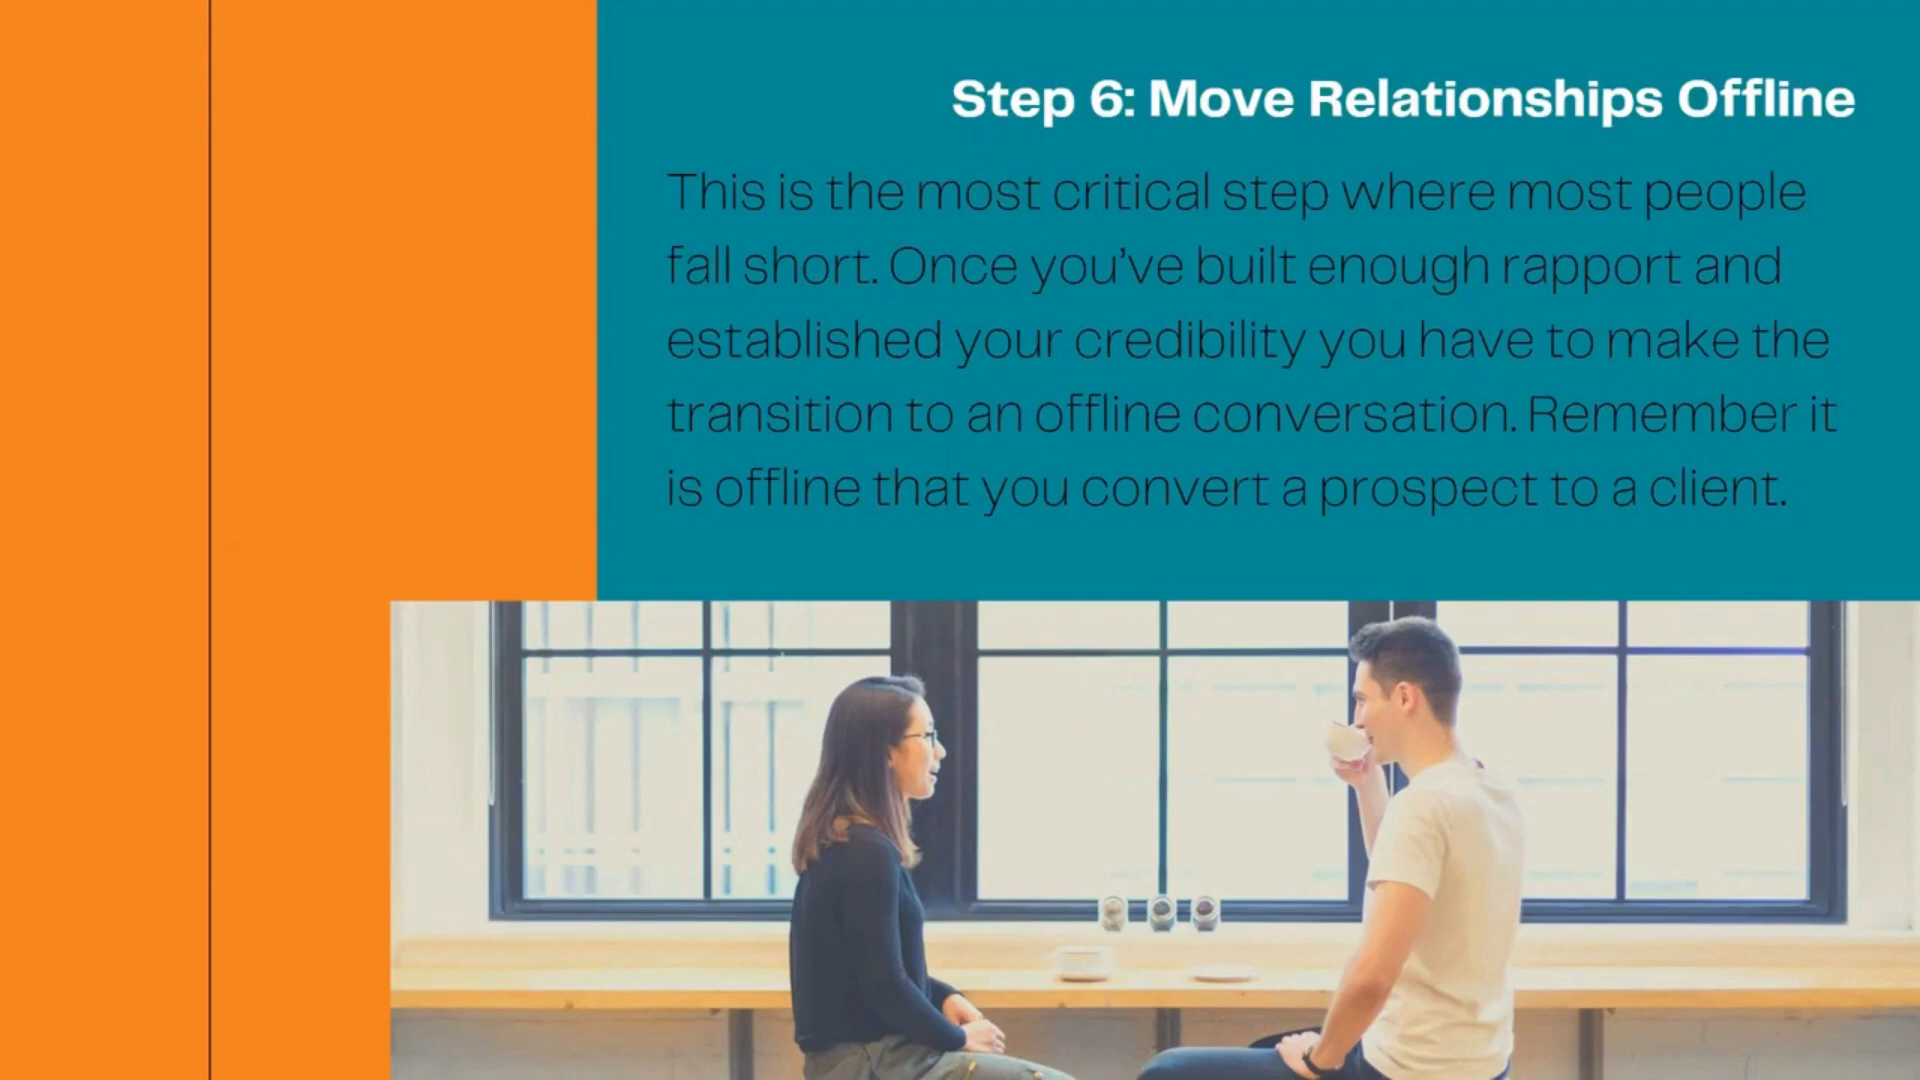 Step 6: Move Relationships Offline
This is the most critical step where most people
fall short. Once you've built enough rapport and
established your credibility you have to make the
transition to an offline conversation. Remember it
is offline that you convert a prospect to a client.